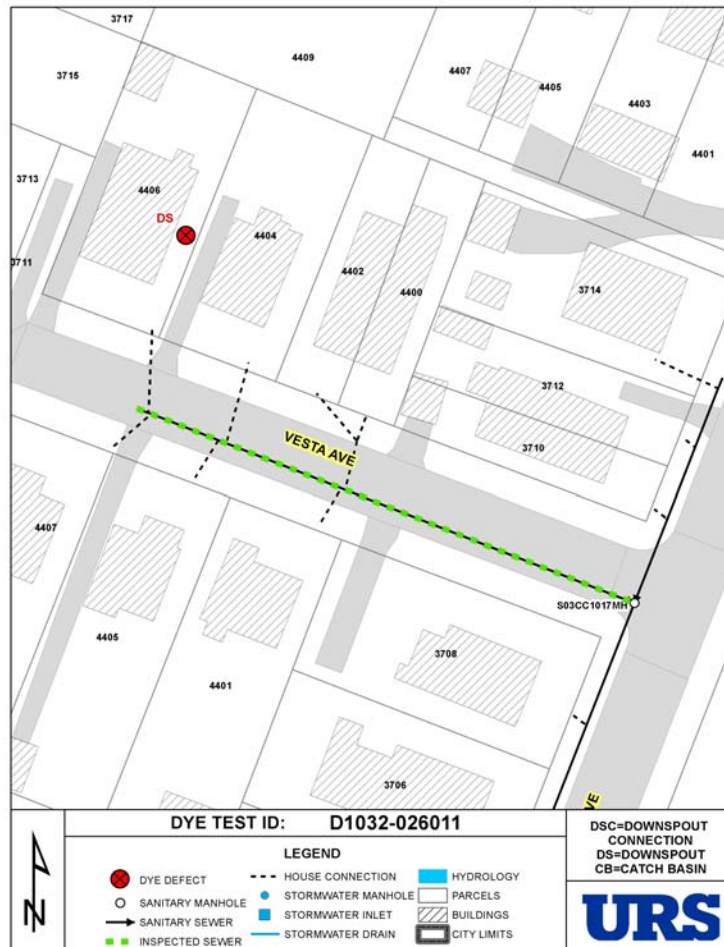 3717
4409
3715
4407
4405
4403
4401
3713
4406
DS
4404
3711
4402
4400
3714
3712
VESTA AVE
3710
4407
S03CC1017MH
4405
3708
4401
3706
VE
DYE TEST ID: D1032-026011
LEGEND
DYE DEFECT
SANITARY MANHOLE
SANITARY SEWER
INSPECTED SEWER
HOUSE CONNECTION
STORMWATER MANHOLE
STORMWATER INLET
STORMWATER DRAIN
HYDROLOGY
PARCELS
BUILDINGS
CITY LIMITS
N
DSC=DOWNSPOUT
CONNECTION
DS=DOWNSPOUT
CB=CATCH BASIN
URS